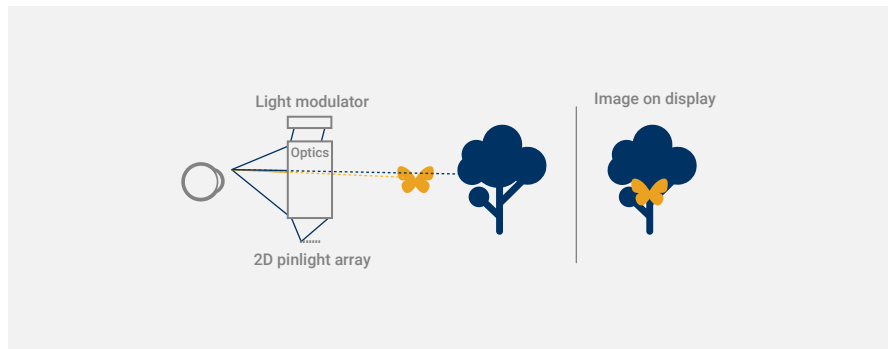 Light modulator
Image on display
Optics
2D pinlight array